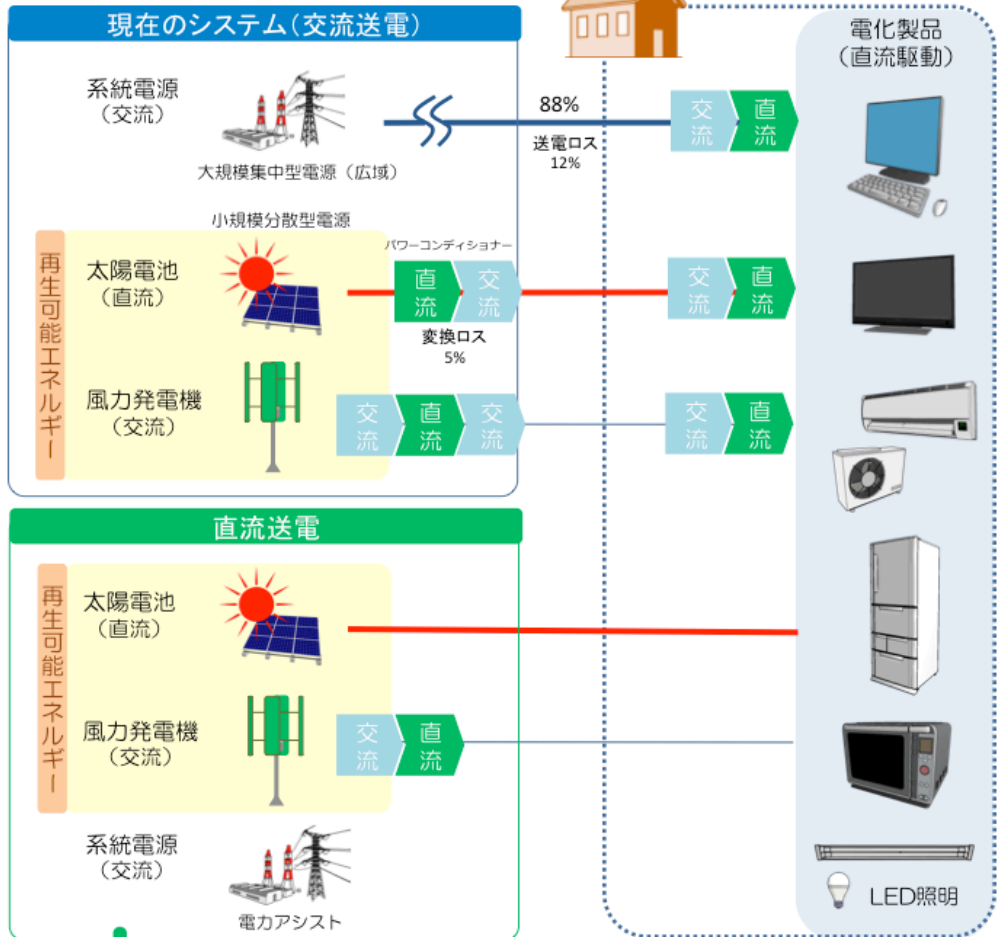 現在のシステム(交流送電)
電化製品
(直流駆動)
系統電源
(交流)
大規模集中型電源(広域)
88%
送電ロス
12%
交流
直流
小規模分散型電源
再生可能エネルギー
太陽電池
(直流)
パワーコンディショナー
直流
交流
変換ロス
5%
交流
直流
風力発電機
(交流)
交流
直流
交流
交流
直流
直流送電
再生可能エネルギー
太陽電池
(直流)
風力発電機
(交流)
交流
直流
系統電源
(交流)
電力アシスト
LED照明